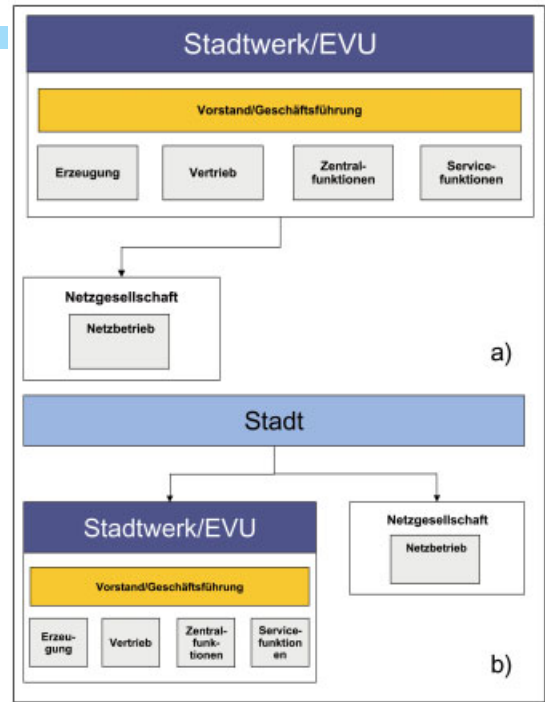 Stadtwerk/EVU
Vorstand/Geschäftsführung
Erzeugung
Vertrieb
Zentral-
funktionen
Service-
funktionen
Netzgesellschaft
Netzbetrieb
a)
Stadt
Stadtwerk/EVU
Vorstand/Geschäftsführung
Erzeu-
gung
Vertrieb
Zentral-
funk-
tionen
Service-
funktion
en
Netzgesellschaft
Netzbetrieb
b)